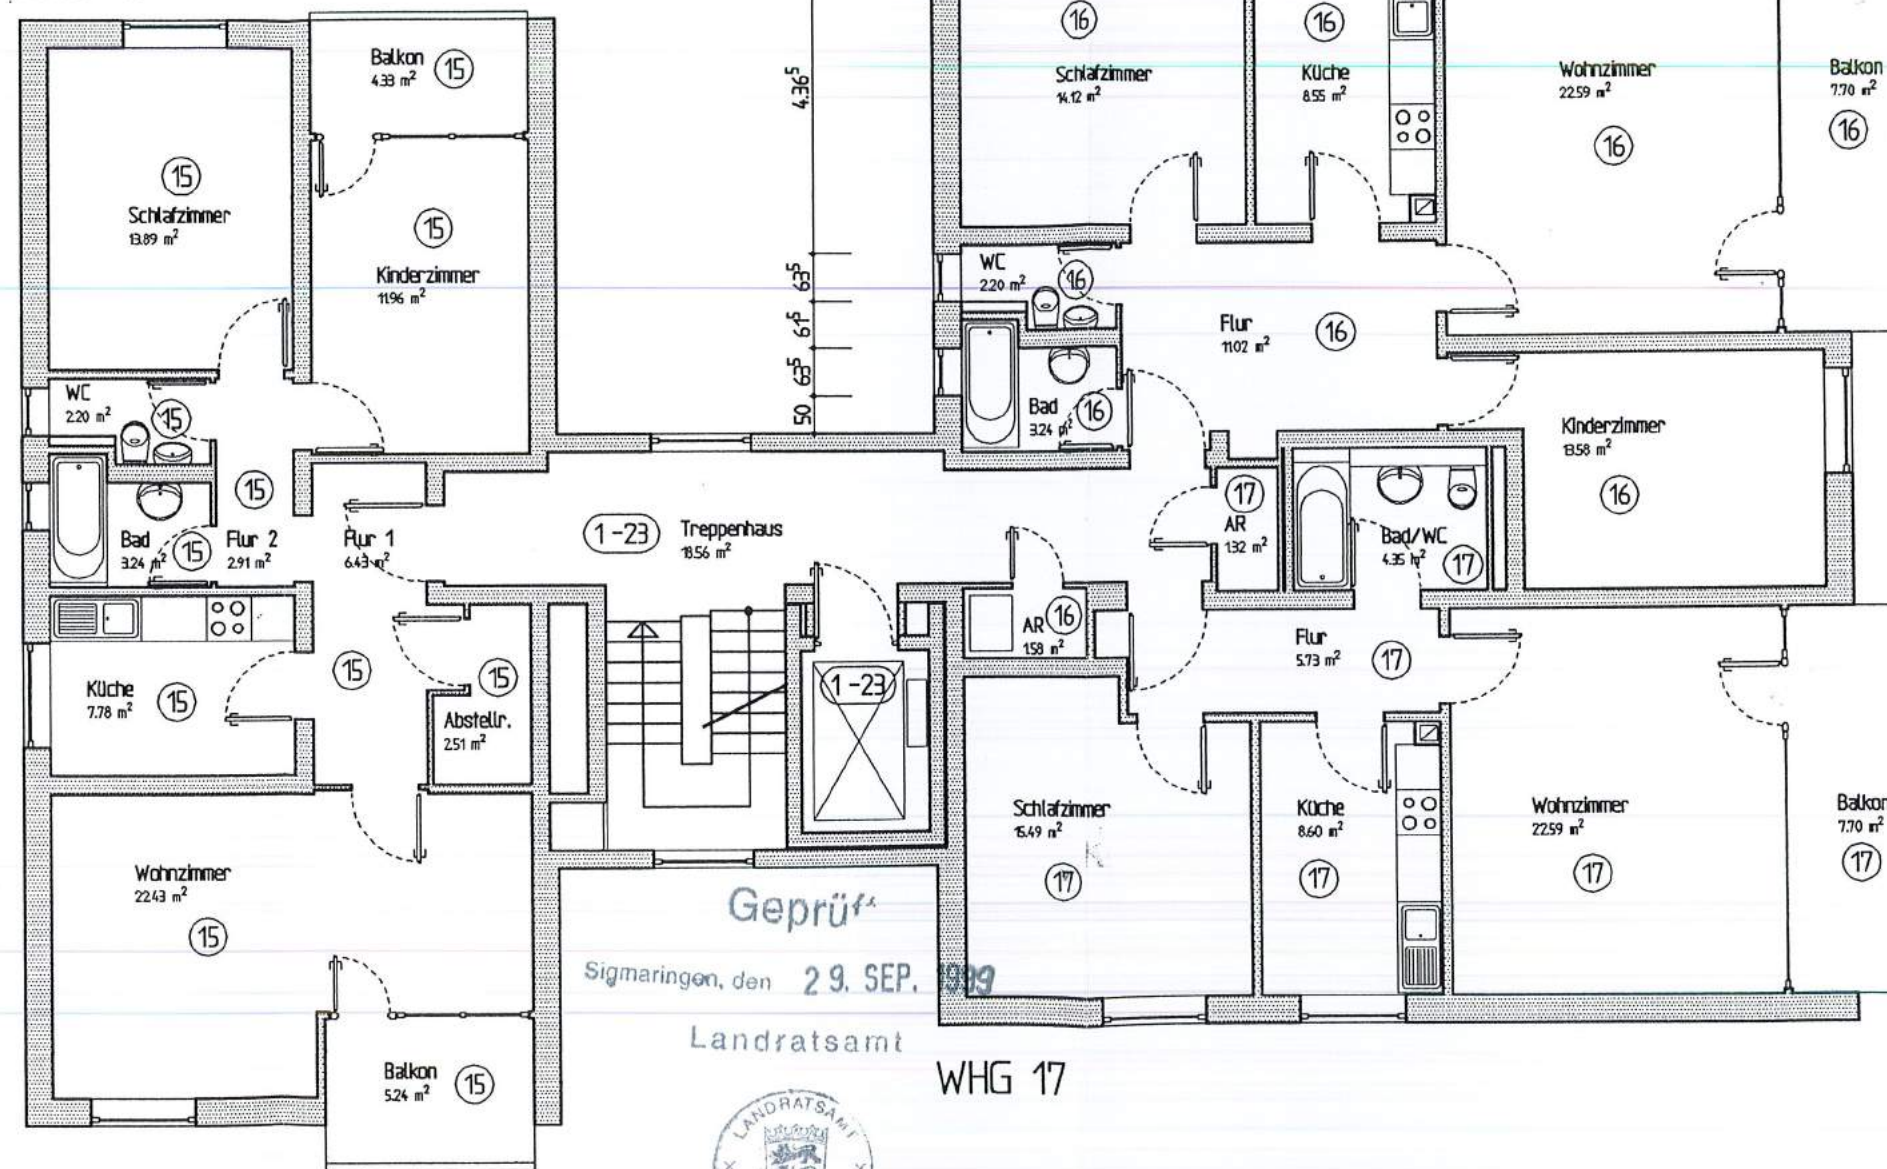 Balkon
4.33 m²
15
15
Schlafzimmer
13.89 m²
15
Kinderzimmer
11.96 m²
WC
2.20 m²
15
15
Bad
3.24 m²
15
Flur 2
2.91 m²
Flur 1
6.43 m²
Küche
7.78 m²
15
15
15
Abstellr.
2.51 m²
Wohnzimmer
22.43 m²
15
Balkon
5.24 m²
15
1-23
Treppenhaus
18.56 m²
1-23
4.36⁵
63⁵
61⁵
63⁵
50
16
Schlafzimmer
14.12 m²
16
Küche
8.55 m²
Wohnzimmer
22.59 m²
16
Balkon
7.70 m²
16
WC
2.20 m²
16
Flur
11.02 m²
16
Bad
3.24 m²
16
Kinderzimmer
13.58 m²
16
17
AR
1.32 m²
Bad/WC
4.35 m²
17
AR
1.58 m²
16
Flur
5.73 m²
17
Schlafzimmer
15.49 m²
17
Küche
8.60 m²
17
Wohnzimmer
22.59 m²
17
Balkon
7.70 m²
17
Geprüft
Sigmaringen, den 29. SEP. 1999
Landratsamt
WHG 17
LANDRATSAMT